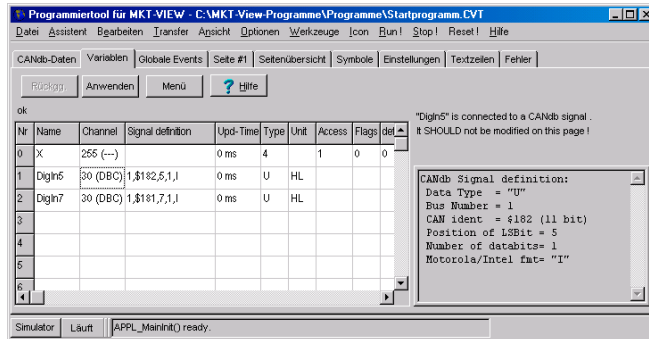 Programmiertool für MKT-VIEW - C:\MKT-View-Programme\Programme\Startprogramm.CVT
Datei Assistent Bearbeiten Transfer Ansicht Optionen Werkzeuge Icon Run! Stop! Reset! Hilfe
CANdb-Daten Variablen Globale Events Seite #1 Seitenübersicht Symbole Einstellungen Textzeilen Fehler
Rückgg. Anwenden Menü ? Hilfe
ok
"DigIn5" is connected to a CANdb signal .
It SHOULD not be modified on this page !
Nr Name Channel Signal definition Upd-Time Type Unit Access Flags def
0 X 255 (---) 0 ms 4 1 0 0
1 DigIn5 30 (DBC) 1,$182,5,1,I 0 ms U HL
2 DigIn7 30 (DBC) 1,$181,7,1,I 0 ms U HL
3
4
5
6
CANdb Signal definition:
Data Type = "U"
Bus Number = 1
CAN ident = $182 (11 bit)
Position of LSBit = 5
Number of databits= 1
Motorola/Intel fmt= "I"
Simulator Läuft APPL_MainInit() ready.